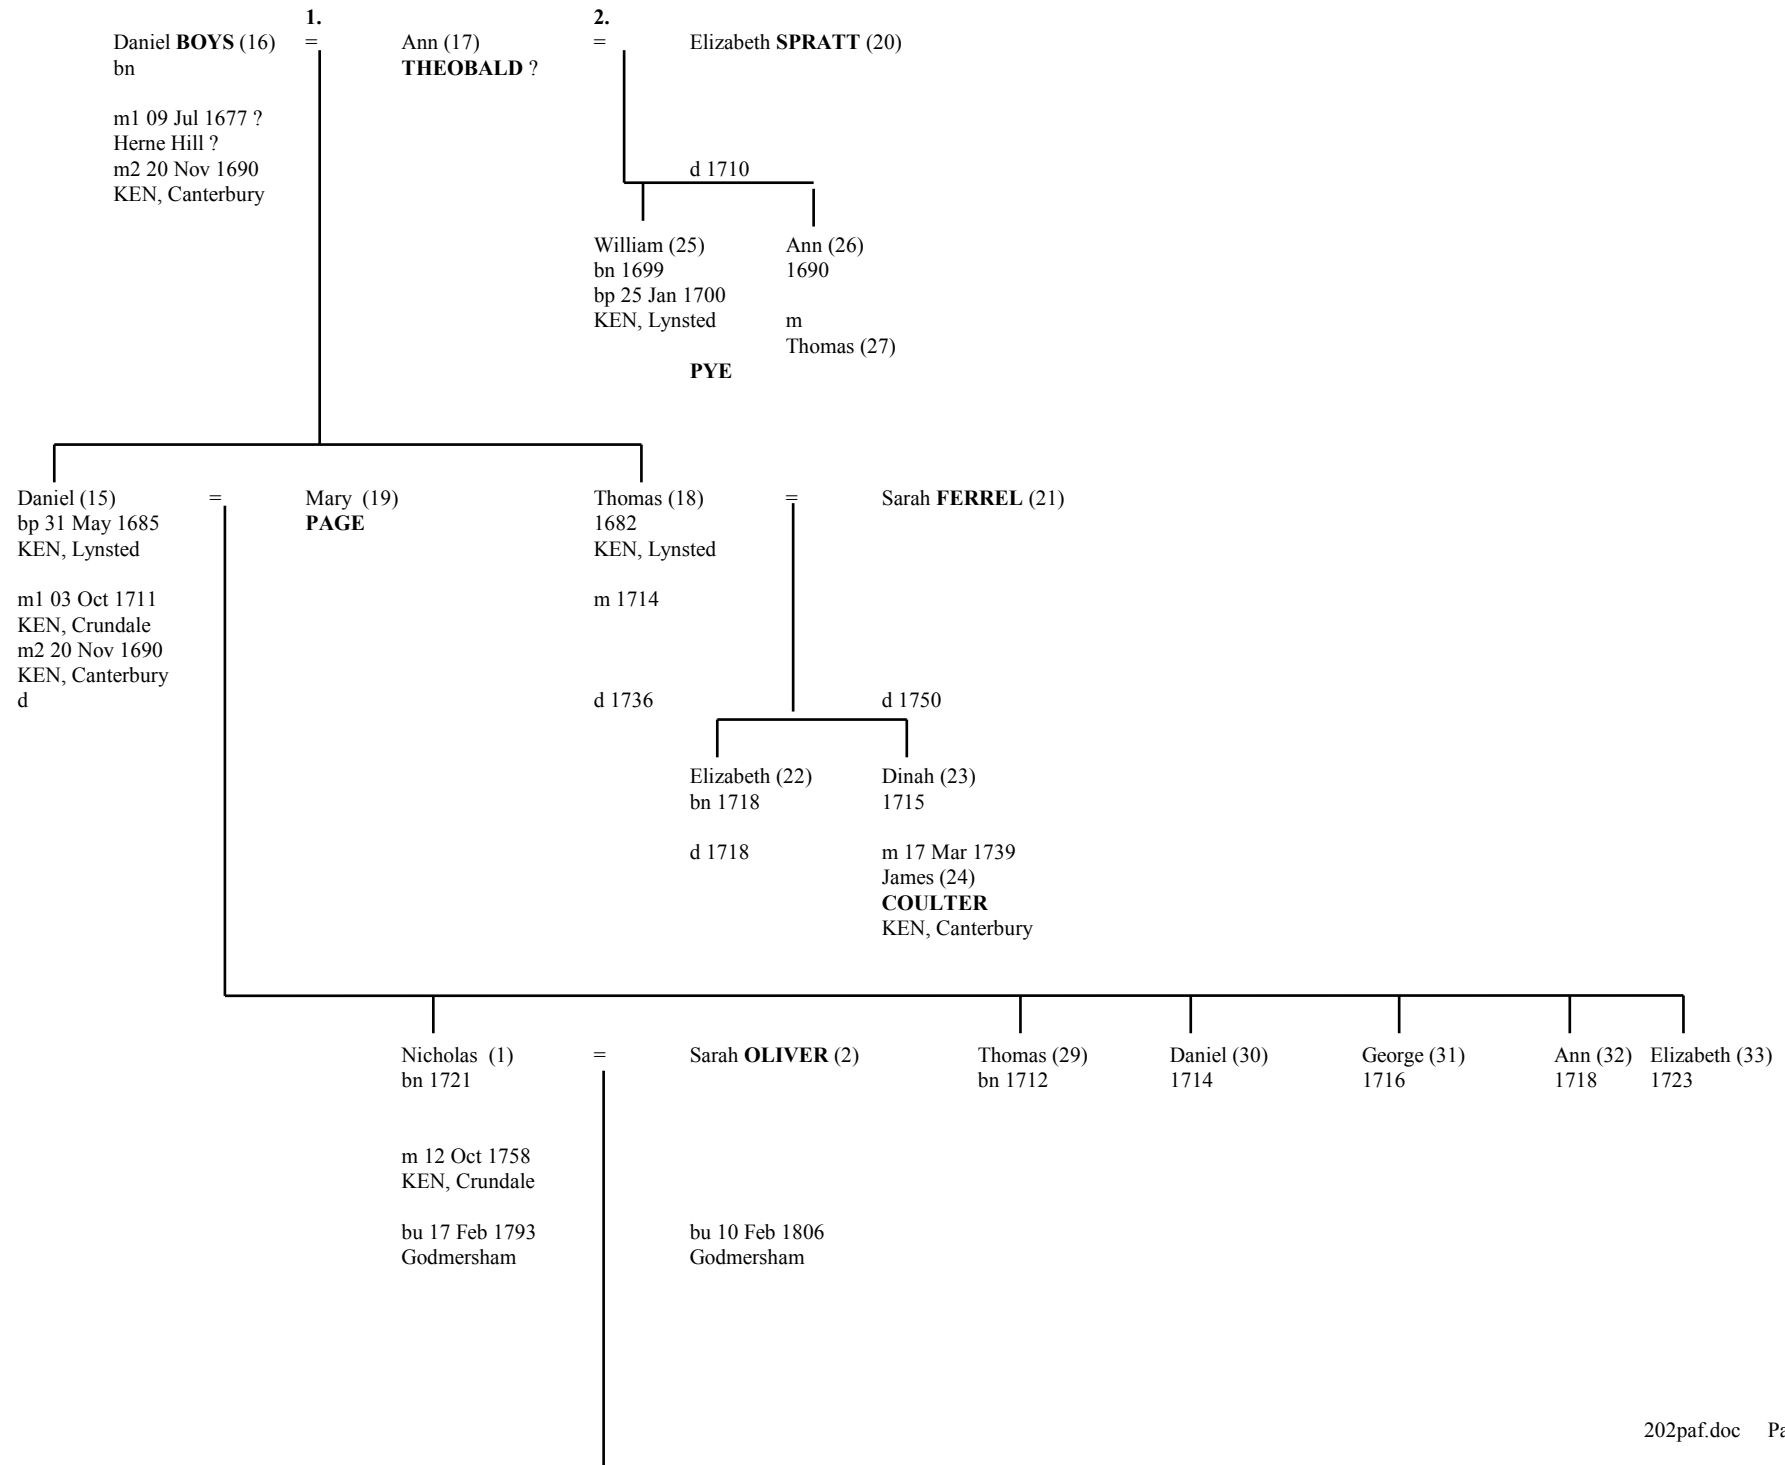 1.
2.
Daniel BOYS (16)
=
Ann (17)
=
Elizabeth SPRATT (20)
bn
THEOBALD ?
m1 09 Jul 1677 ?
Herne Hill ?
m2 20 Nov 1690
KEN, Canterbury
d 1710
William (25)
bn 1699
bp 25 Jan 1700
KEN, Lynsted
Ann (26)
1690
m
Thomas (27)
PYE
Daniel (15)
bp 31 May 1685
KEN, Lynsted
m1 03 Oct 1711
KEN, Crundale
m2 20 Nov 1690
KEN, Canterbury
d
=
Mary (19)
PAGE
Thomas (18)
1682
KEN, Lynsted
m 1714
d 1736
=
Sarah FERREL (21)
d 1750
Elizabeth (22)
bn 1718
d 1718
Dinah (23)
1715
m 17 Mar 1739
James (24)
COULTER
KEN, Canterbury
Nicholas (1)
bn 1721
m 12 Oct 1758
KEN, Crundale
bu 17 Feb 1793
Godmersham
=
Sarah OLIVER (2)
bu 10 Feb 1806
Godmersham
Thomas (29)
bn 1712
Daniel (30)
1714
George (31)
1716
Ann (32)
1718
Elizabeth (33)
1723
202paf.doc Pa